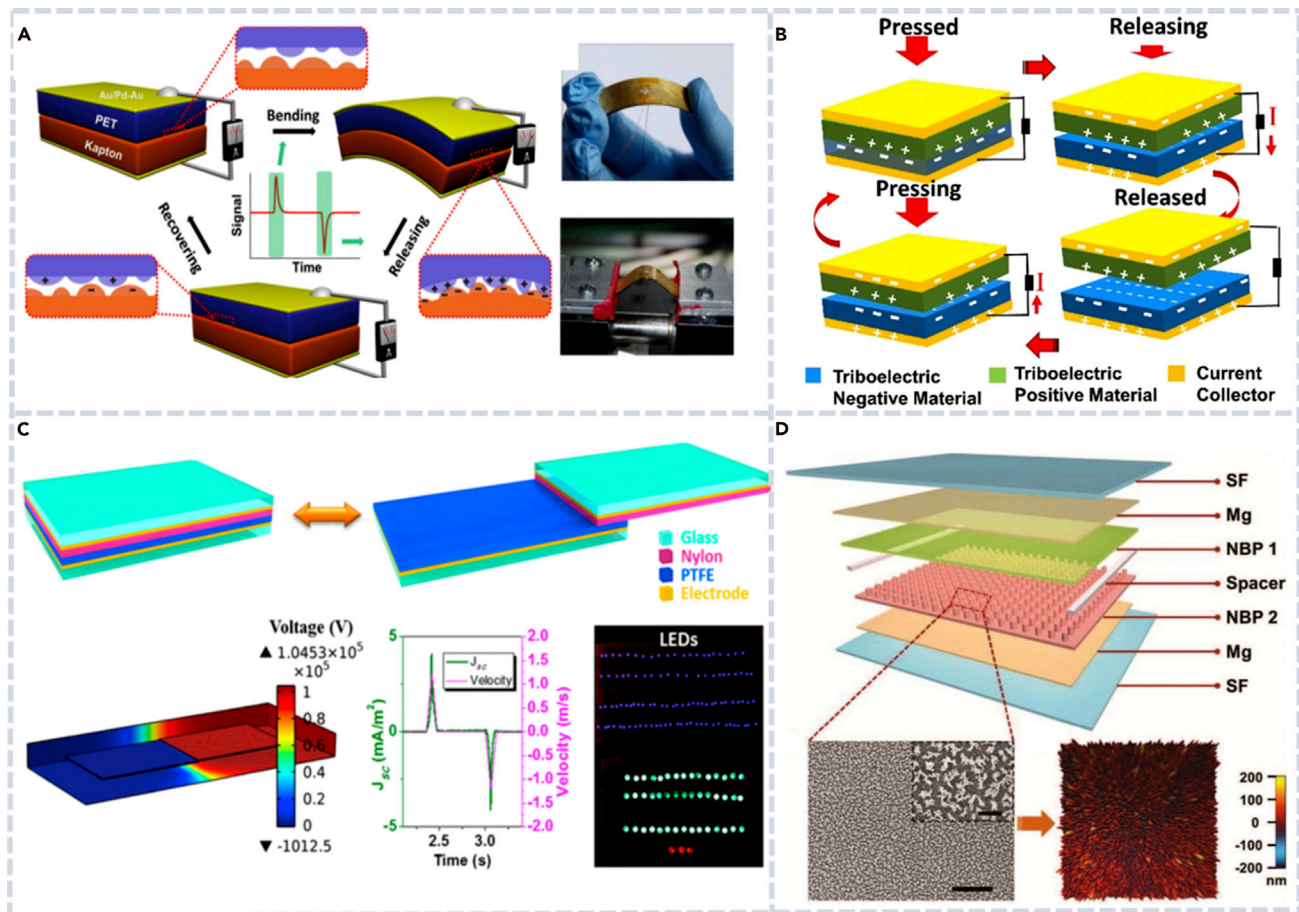 A
Au/Pd-Au
PET
Kapton
A
Bending
A
Signal
Time
Recovering
Releasing
A
B
Pressed
Releasing
I
Pressing
Released
I
Triboelectric
Negative Material
Triboelectric
Positive Material
Current
Collector
C
Glass
Nylon
PTFE
Electrode
Voltage (V)
▲ 1.0453×10⁵
×10⁵
1
0.8
0.6
0.4
0.2
0
▼ -1012.5
5
0
-5
J_sc (mA/m²)
J_sc
Velocity
2.0
1.5
1.0
0.5
0.0
-0.5
-1.0
-1.5
-2.0
Velocity (m/s)
2.5 3.0
Time (s)
LEDs
D
SF
Mg
NBP 1
Spacer
NBP 2
Mg
SF
200
100
0
-100
-200
nm